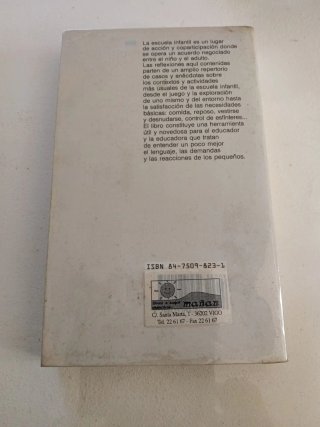 La escuela infantil es un lugar
de acción y coparticipación donde
se opera un acuerdo negociado
entre el niño y el adulto.
Las reflexiones aquí contenidas
parten de un amplio repertorio
de casos y anécdotas sobre
los contextos y actividades
más usuales de la escuela infantil,
desde el juego y la exploración
de uno mismo y del entorno hasta
la satisfacción de las necesidades
básicas: comida, reposo, vestirse
y desnudarse, control de esfínteres...
El libro constituye una herramienta
útil y novedosa para el educador
y la educadora que tratan
de entender un poco mejor
el lenguaje, las demandas
y las reacciones de los pequeños.
ISBN 84-7509-823-1
mañan
C/. Santa Marta, 1 - 36202 VIGO
Tel. 22 61 67 - Fax 22 61 67